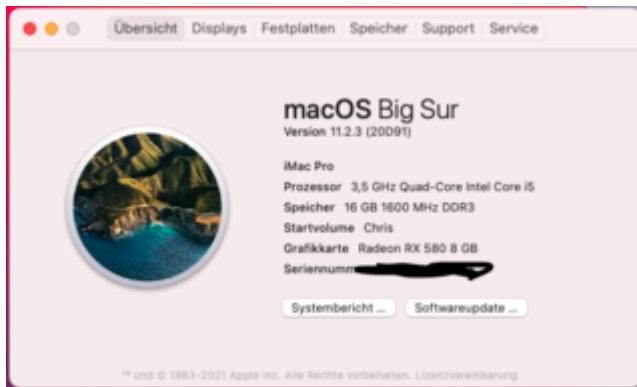 Übersicht Displays Festplatten Speicher Support Service
macOS Big Sur
Version 11.2.3 (20D91)
iMac Pro
Prozessor 3,5 GHz Quad-Core Intel Core i5
Speicher 16 GB 1600 MHz DDR3
Startvolume Chris
Grafikkarte Radeon RX 580 8 GB
Seriennumm
Systembericht ... Softwareupdate ...
™ und © 1983-2021 Apple Inc. Alle Rechte vorbehalten. Lizenzvereinbarung